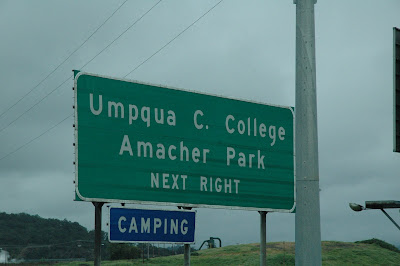 Umpqua C. College
Amacher Park
NEXT RIGHT
CAMPING